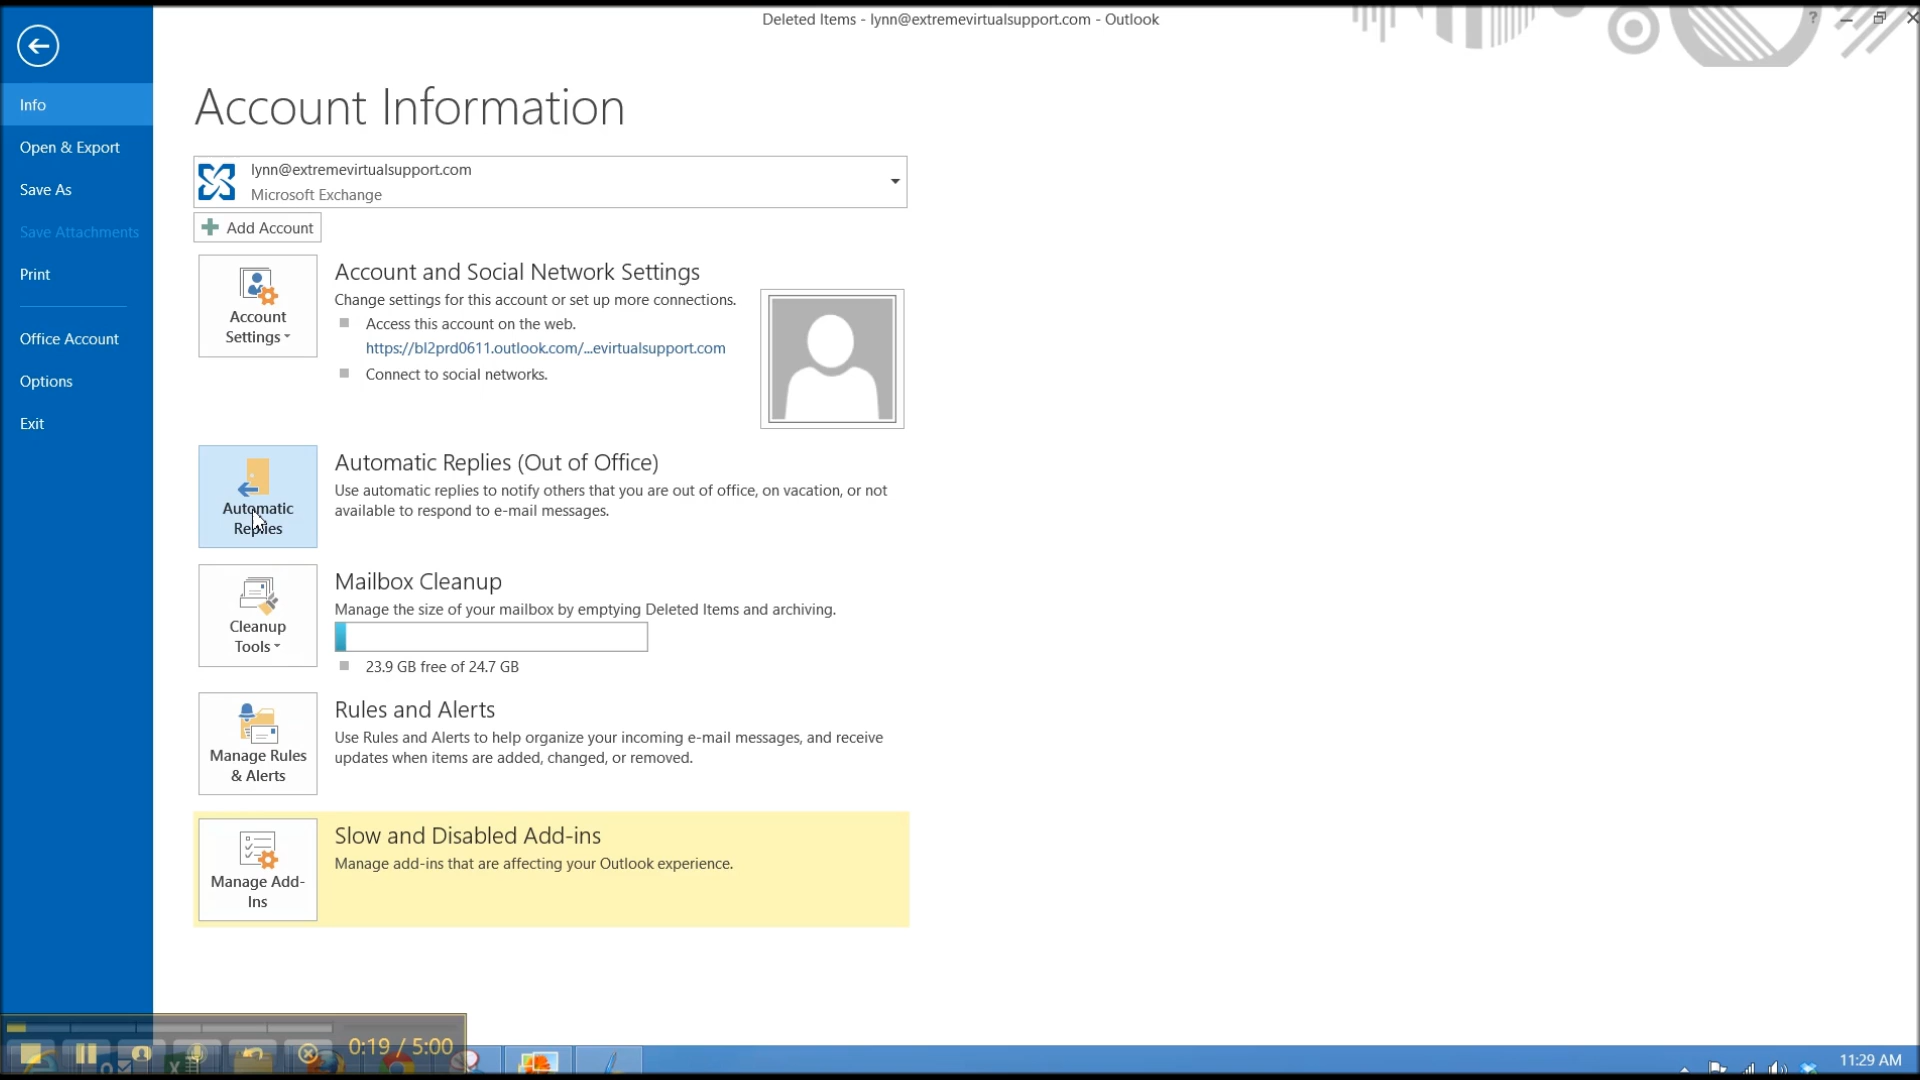 Deleted Items - lynn@extremevirtualsupport.com - Outlook
?
Info
Open & Export
Save As
Save Attachments
Print
Office Account
Options
Exit
Account Information
lynn@extremevirtualsupport.com
Microsoft Exchange
Add Account
Account
Settings
Account and Social Network Settings
Change settings for this account or set up more connections.
Access this account on the web.
https://bl2prd0611.outlook.com/...evirtualsupport.com
Connect to social networks.
Automatic
Replies
Automatic Replies (Out of Office)
Use automatic replies to notify others that you are out of office, on vacation, or not
available to respond to e-mail messages.
Cleanup
Tools
Mailbox Cleanup
Manage the size of your mailbox by emptying Deleted Items and archiving.
23.9 GB free of 24.7 GB
Manage Rules
& Alerts
Rules and Alerts
Use Rules and Alerts to help organize your incoming e-mail messages, and receive
updates when items are added, changed, or removed.
Manage Add-
Ins
Slow and Disabled Add-ins
Manage add-ins that are affecting your Outlook experience.
0:19 / 5:00
11:29 AM